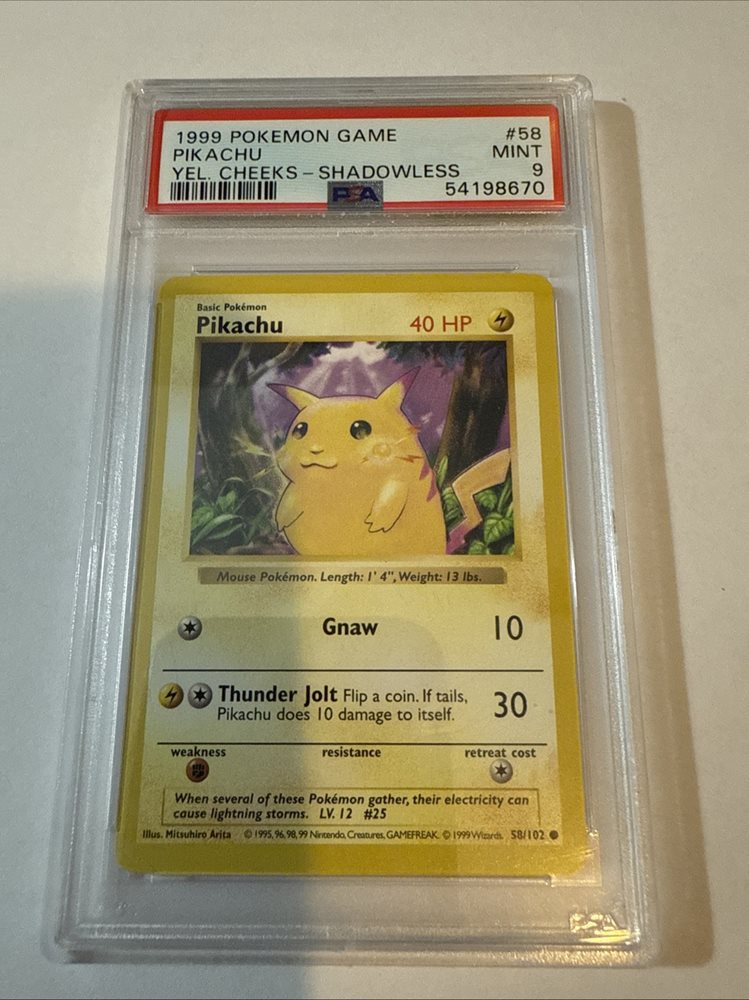 1999 POKEMON GAME #58
PIKACHU MINT
YEL. CHEEKS - SHADOWLESS 9
PSA 54198670
Basic Pokémon
Pikachu 40 HP
Mouse Pokémon. Length: 1' 4", Weight: 13 lbs.
Gnaw 10
Thunder Jolt Flip a coin. If tails,
Pikachu does 10 damage to itself. 30
weakness resistance retreat cost
When several of these Pokémon gather, their electricity can
cause lightning storms. LV. 12 #25
Illus. Mitsuhiro Arita © 1995, 96, 98, 99 Nintendo, Creatures, GAMEFREAK. © 1999 Wizards. 58/102
PSA